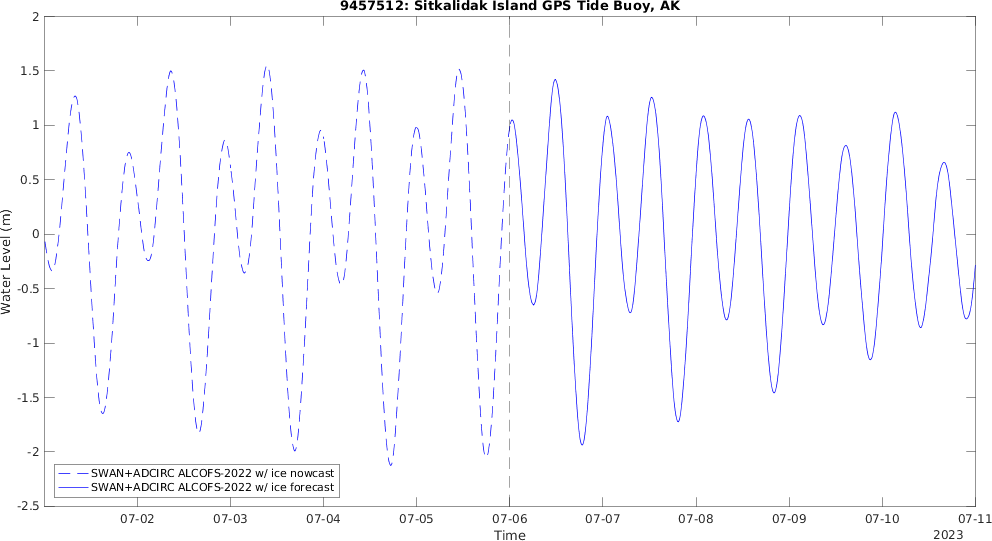 9457512: Sitkalidak Island GPS Tide Buoy, AK
2
1.5
1
0.5
0
-0.5
-1
-1.5
-2
-2.5
Water Level (m)
SWAN+ADCIRC ALCOFS-2022 w/ ice nowcast
SWAN+ADCIRC ALCOFS-2022 w/ ice forecast
07-02 07-03 07-04 07-05 07-06 07-07 07-08 07-09 07-10 07-11
Time
2023